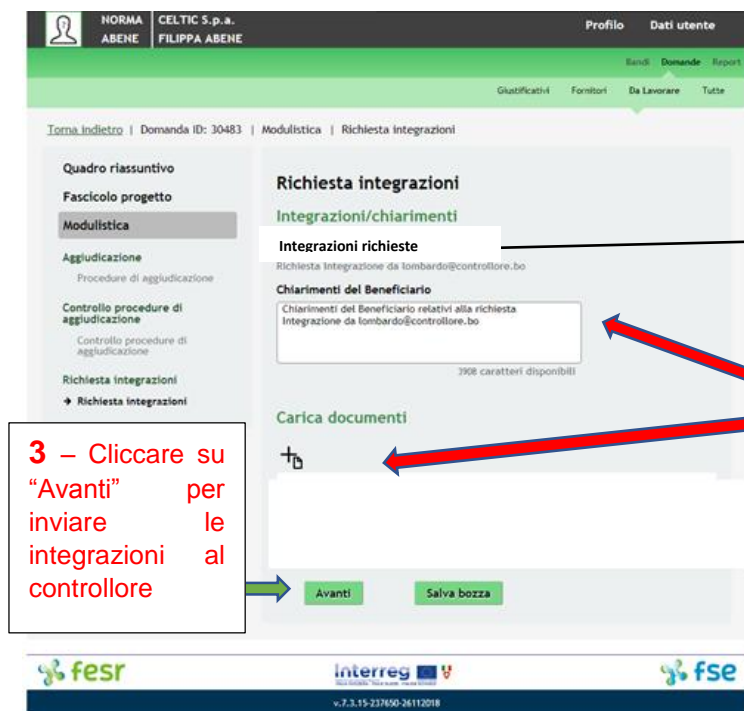 NORMA
ABENE
CELTIC S.p.a.
FILIPPA ABENE
Profilo Dati utente
Bandi Domande Report
Giustificativi Fornitori Da Lavorare Tutte
Torna indietro | Domanda ID: 30483 | Modulistica | Richiesta integrazioni
Quadro riassuntivo
Fascicolo progetto
Modulistica
Aggiudicazione
Procedure di aggiudicazione
Controllo procedure di
aggiudicazione
Controllo procedure di
aggiudicazione
Richiesta integrazioni
→ Richiesta integrazioni
Richiesta integrazioni
Integrazioni/chiarimenti
Integrazioni richieste
Richiesta Integrazione da lombardo@controllore.bo
Chiarimenti del Beneficiario
Chiarimenti del Beneficiario relativi alla richiesta
Integrazione da lombardo@controllore.bo
3908 caratteri disponibili
Carica documenti
3 – Cliccare su
“Avanti” per
inviare le
integrazioni al
controllore
Avanti Salva bozza
fesr
Interreg
fse
v.7.3.15-237650-26112018